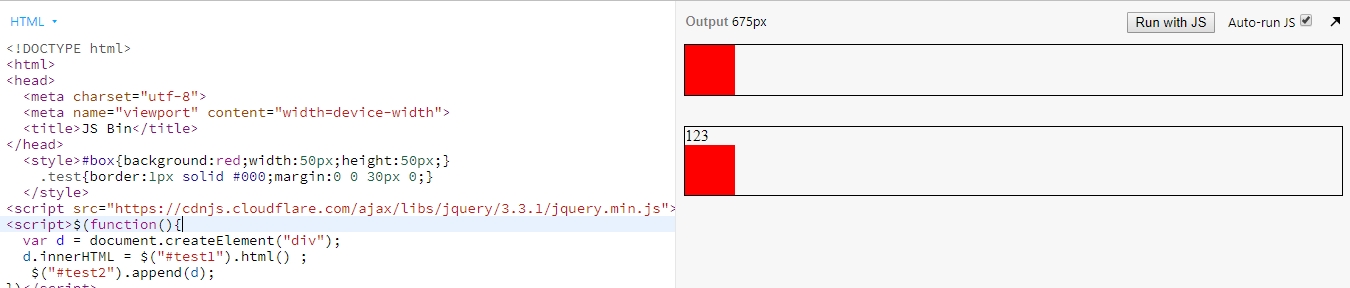 HTML
Output 675px
Run with JS
Auto-run JS
<!DOCTYPE html>
<html>
<head>
<meta charset="utf-8">
<meta name="viewport" content="width=device-width">
<title>JS Bin</title>
</head>
<style>#box{background:red;width:50px;height:50px;}
.test{border:1px solid #000;margin:0 0 30px 0;}
</style>
<script src="https://cdnjs.cloudflare.com/ajax/libs/jquery/3.3.1/jquery.min.js">
<script>$(function(){
var d = document.createElement("div");
d.innerHTML = $("#test1").html() ;
$("#test2").append(d);
})</script>
123